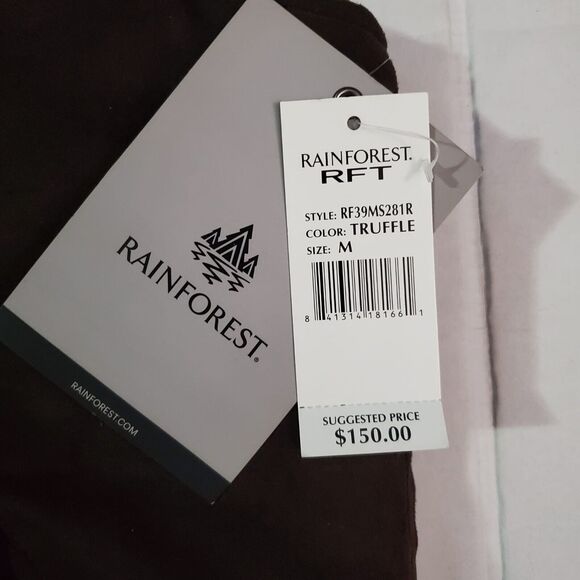 RAINFOREST®
RAINFOREST.COM
RAINFOREST®
RFT
STYLE: RF39MS281R
COLOR: TRUFFLE
SIZE: M
8 41314 18166 1
SUGGESTED PRICE
$150.00